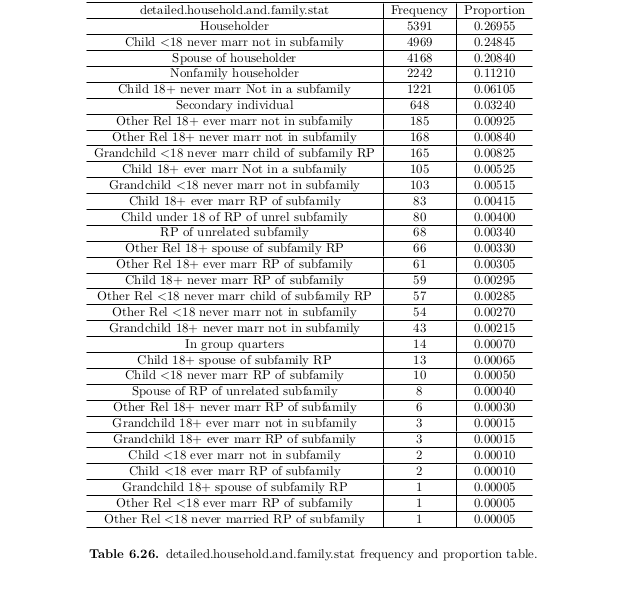 detailed.household.and.family.stat Frequency Proportion
Householder 5391 0.26955
Child <18 never marr not in subfamily 4969 0.24845
Spouse of householder 4168 0.20840
Nonfamily householder 2242 0.11210
Child 18+ never marr Not in a subfamily 1221 0.06105
Secondary individual 648 0.03240
Other Rel 18+ ever marr not in subfamily 185 0.00925
Other Rel 18+ never marr not in subfamily 168 0.00840
Grandchild <18 never marr child of subfamily RP 165 0.00825
Child 18+ ever marr Not in a subfamily 105 0.00525
Grandchild <18 never marr not in subfamily 103 0.00515
Child 18+ ever marr RP of subfamily 83 0.00415
Child under 18 of RP of unrel subfamily 80 0.00400
RP of unrelated subfamily 68 0.00340
Other Rel 18+ spouse of subfamily RP 66 0.00330
Other Rel 18+ ever marr RP of subfamily 61 0.00305
Child 18+ never marr RP of subfamily 59 0.00295
Other Rel <18 never marr child of subfamily RP 57 0.00285
Other Rel <18 never marr not in subfamily 54 0.00270
Grandchild 18+ never marr not in subfamily 43 0.00215
In group quarters 14 0.00070
Child 18+ spouse of subfamily RP 13 0.00065
Child <18 never marr RP of subfamily 10 0.00050
Spouse of RP of unrelated subfamily 8 0.00040
Other Rel 18+ never marr RP of subfamily 6 0.00030
Grandchild 18+ ever marr not in subfamily 3 0.00015
Grandchild 18+ ever marr RP of subfamily 3 0.00015
Child <18 ever marr not in subfamily 2 0.00010
Child <18 ever marr RP of subfamily 2 0.00010
Grandchild 18+ spouse of subfamily RP 1 0.00005
Other Rel <18 ever marr RP of subfamily 1 0.00005
Other Rel <18 never married RP of subfamily 1 0.00005
Table 6.26. detailed.household.and.family.stat frequency and proportion table.